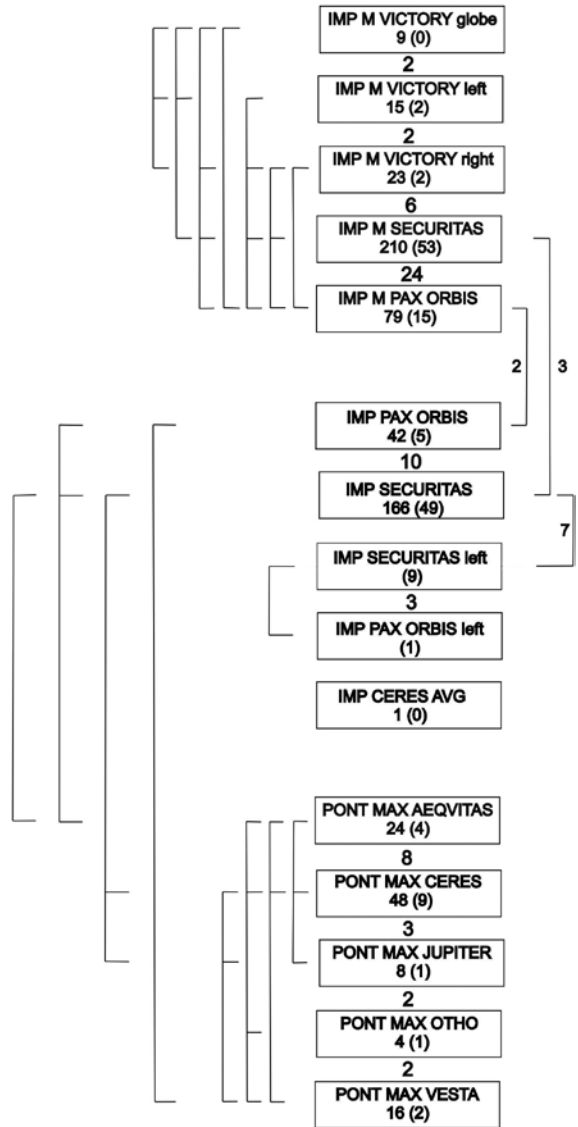 IMP M VICTORY globe
9 (0)
2
IMP M VICTORY left
15 (2)
2
IMP M VICTORY right
23 (2)
6
IMP M SECURITAS
210 (53)
24
IMP M PAX ORBIS
79 (15)
2
3
IMP PAX ORBIS
42 (5)
10
IMP SECURITAS
166 (49)
7
IMP SECURITAS left
(9)
3
IMP PAX ORBIS left
(1)
IMP CERES AVG
1 (0)
PONT MAX AEQVITAS
24 (4)
8
PONT MAX CERES
48 (9)
3
PONT MAX JUPITER
8 (1)
2
PONT MAX OTHO
4 (1)
2
PONT MAX VESTA
16 (2)